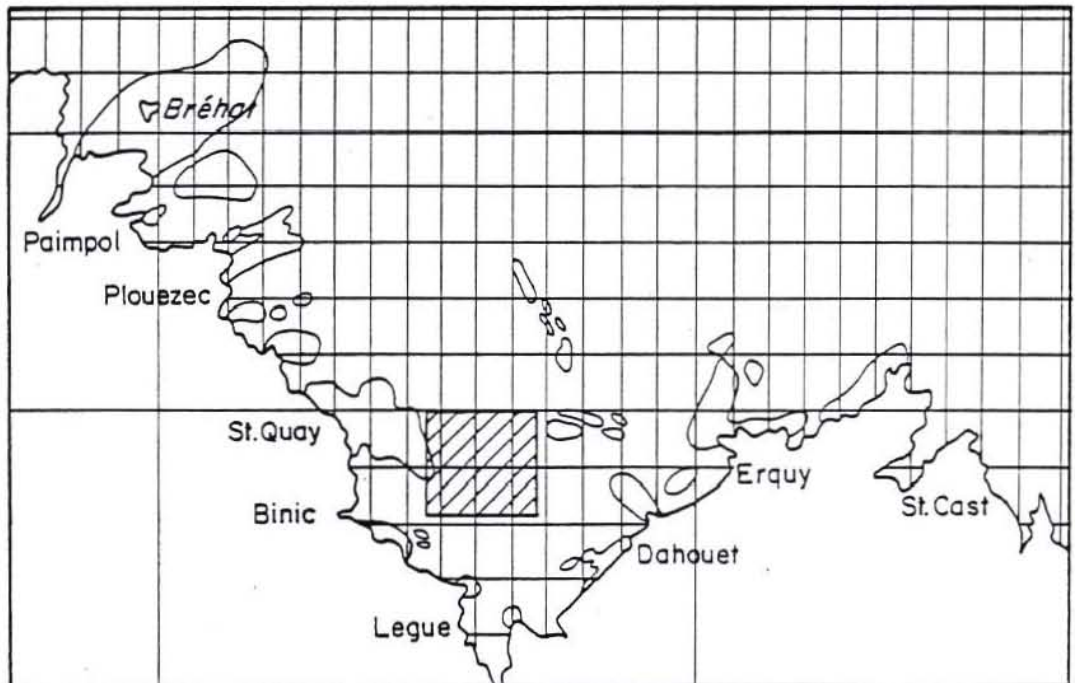 Bréhat
Paimpol
Plouezec
St.Quay
Erquy
St.Cast
Binic
Dahouet
Legue